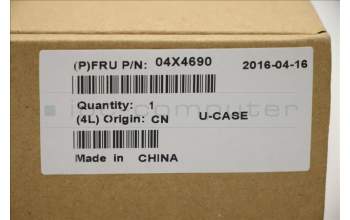 (P)FRU P/N: 04X4690 2016-04-16
Quantity: 1
(4L) Origin: CN U-CASE
Made in CHINA